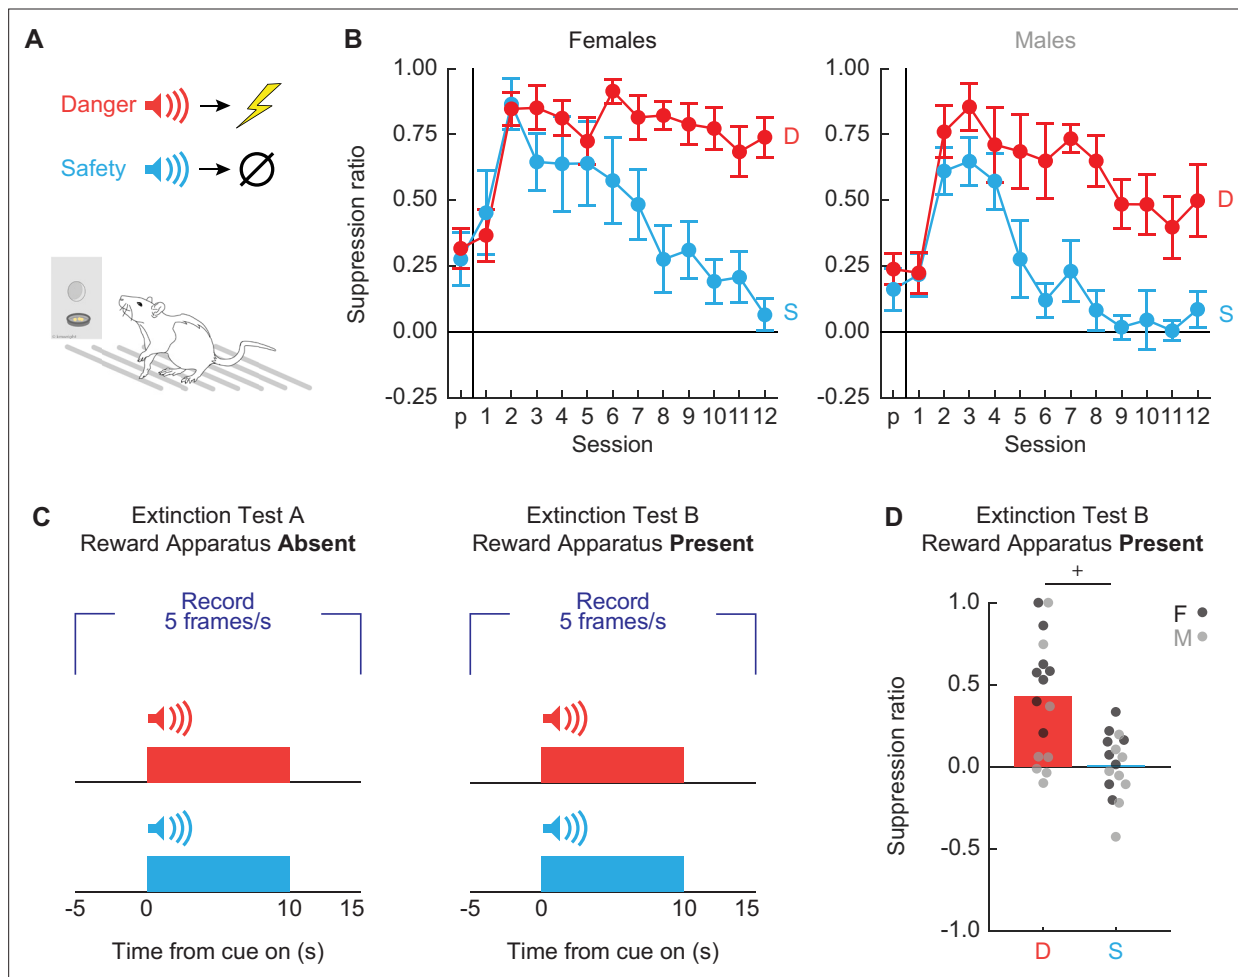 A
Danger
Safety
B
Females
Males
Suppression ratio
1.00
0.75
0.50
0.25
0.00
-0.25
D
S
p 1 2 3 4 5 6 7 8 9 10 11 12
Session
1.00
0.75
0.50
0.25
0.00
-0.25
D
S
p 1 2 3 4 5 6 7 8 9 10 11 12
Session
C
Extinction Test A
Reward Apparatus Absent
Record
5 frames/s
-5 0 10 15
Time from cue on (s)
Extinction Test B
Reward Apparatus Present
Record
5 frames/s
-5 0 10 15
Time from cue on (s)
D
Extinction Test B
Reward Apparatus Present
+
F
M
Suppression ratio
1.0
0.5
0.0
-0.5
-1.0
D S